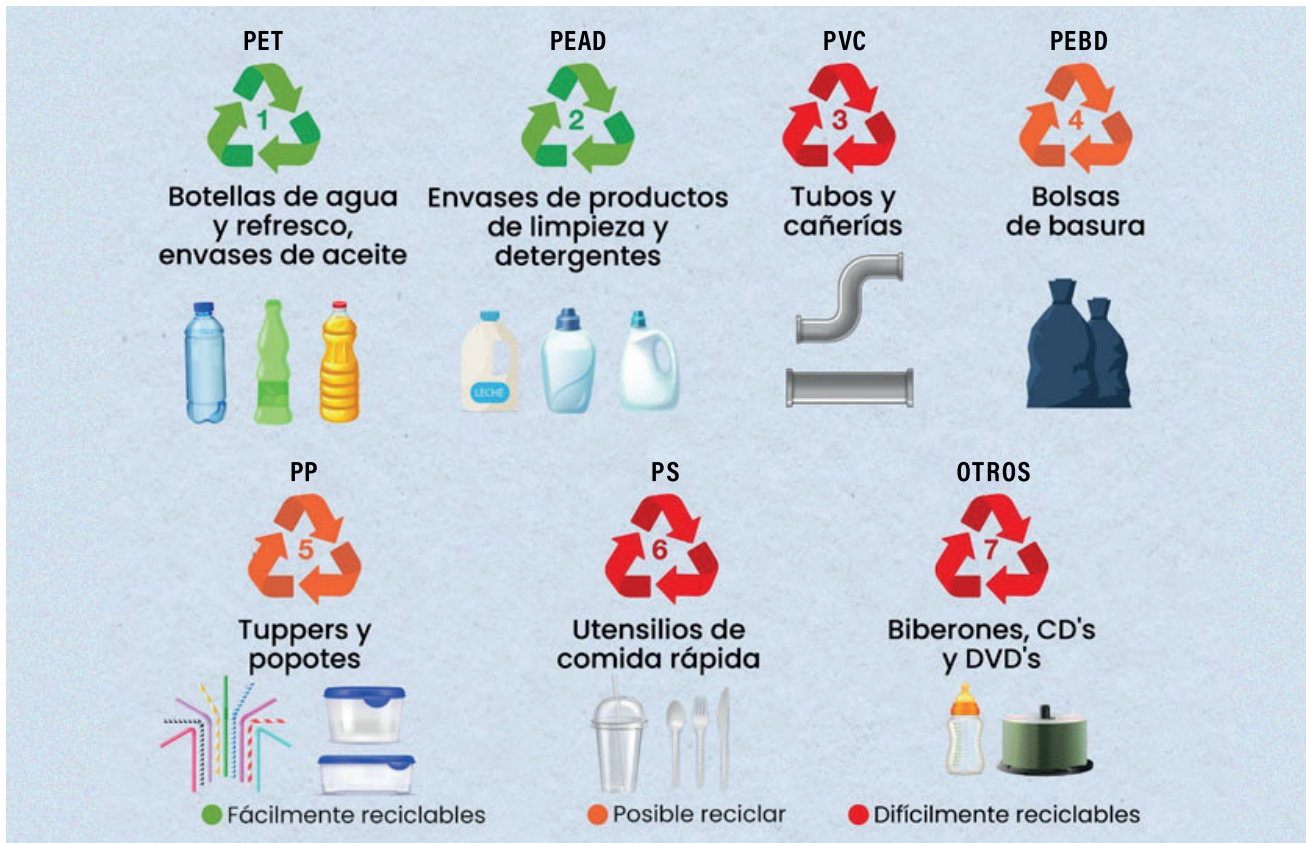 PET
1
Botellas de agua
y refresco,
envases de aceite
PEAD
2
Envases de productos
de limpieza y
detergentes
LECHE
PVC
3
Tubos y
cañerías
PEBD
4
Bolsas
de basura
PP
5
Tuppers y
popotes
PS
6
Utensilios de
comida rápida
OTROS
7
Biberones, CD's
y DVD's
Fácilmente reciclables
Posible reciclar
Difícilmente reciclables